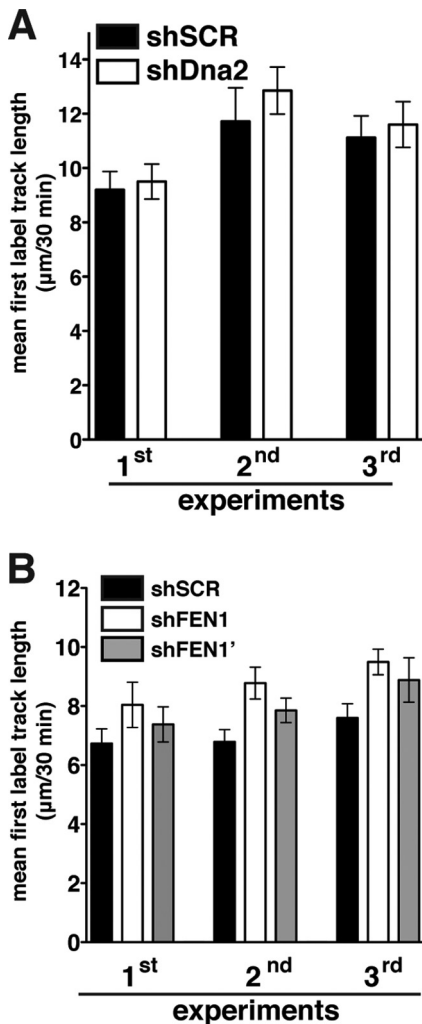 A
shSCR
shDna2
mean first label track length
(µm/30 min)
14
12
10
8
6
4
2
0
1st 2nd 3rd
experiments
B
shSCR
shFEN1
shFEN1'
mean first label track length
(µm/30 min)
12
10
8
6
4
2
0
1st 2nd 3rd
experiments